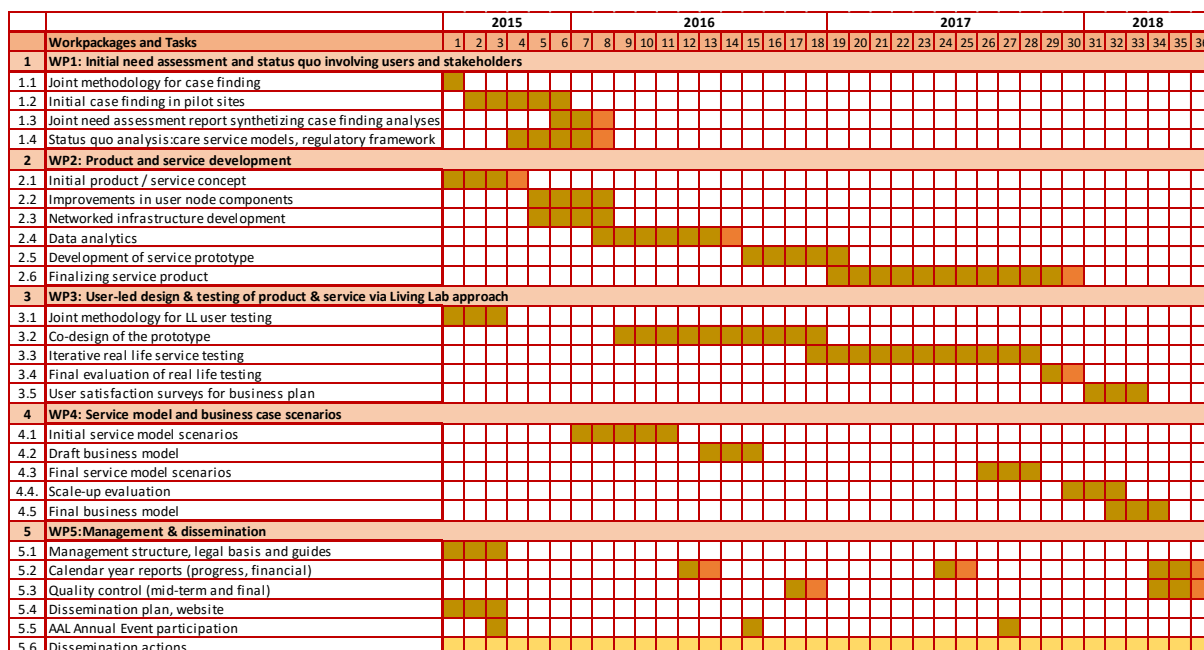 2015 2016 2017 2018
Workpackages and Tasks 1 2 3 4 5 6 7 8 9 10 11 12 13 14 15 16 17 18 19 20 21 22 23 24 25 26 27 28 29 30 31 32 33 34 35 36
1 WP1: Initial need assessment and status quo involving users and stakeholders
1.1 Joint methodology for case finding
1.2 Initial case finding in pilot sites
1.3 Joint need assessment report synthetizing case finding analyses
1.4 Status quo analysis:care service models, regulatory framework
2 WP2: Product and service development
2.1 Initial product / service concept
2.2 Improvements in user node components
2.3 Networked infrastructure development
2.4 Data analytics
2.5 Development of service prototype
2.6 Finalizing service product
3 WP3: User-led design & testing of product & service via Living Lab approach
3.1 Joint methodology for LL user testing
3.2 Co-design of the prototype
3.3 Iterative real life service testing
3.4 Final evaluation of real life testing
3.5 User satisfaction surveys for business plan
4 WP4: Service model and business case scenarios
4.1 Initial service model scenarios
4.2 Draft business model
4.3 Final service model scenarios
4.4. Scale-up evaluation
4.5 Final business model
5 WP5:Management & dissemination
5.1 Management structure, legal basis and guides
5.2 Calendar year reports (progress, financial)
5.3 Quality control (mid-term and final)
5.4 Dissemination plan, website
5.5 AAL Annual Event participation
5.6 Dissemination actions